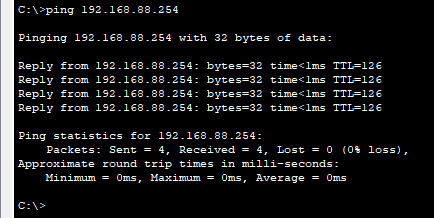 C:\>ping 192.168.88.254
Pinging 192.168.88.254 with 32 bytes of data:
Reply from 192.168.88.254: bytes=32 time<1ms TTL=126
Reply from 192.168.88.254: bytes=32 time<1ms TTL=126
Reply from 192.168.88.254: bytes=32 time<1ms TTL=126
Reply from 192.168.88.254: bytes=32 time<1ms TTL=126
Ping statistics for 192.168.88.254:
Packets: Sent = 4, Received = 4, Lost = 0 (0% loss),
Approximate round trip times in milli-seconds:
Minimum = 0ms, Maximum = 0ms, Average = 0ms
C:\>